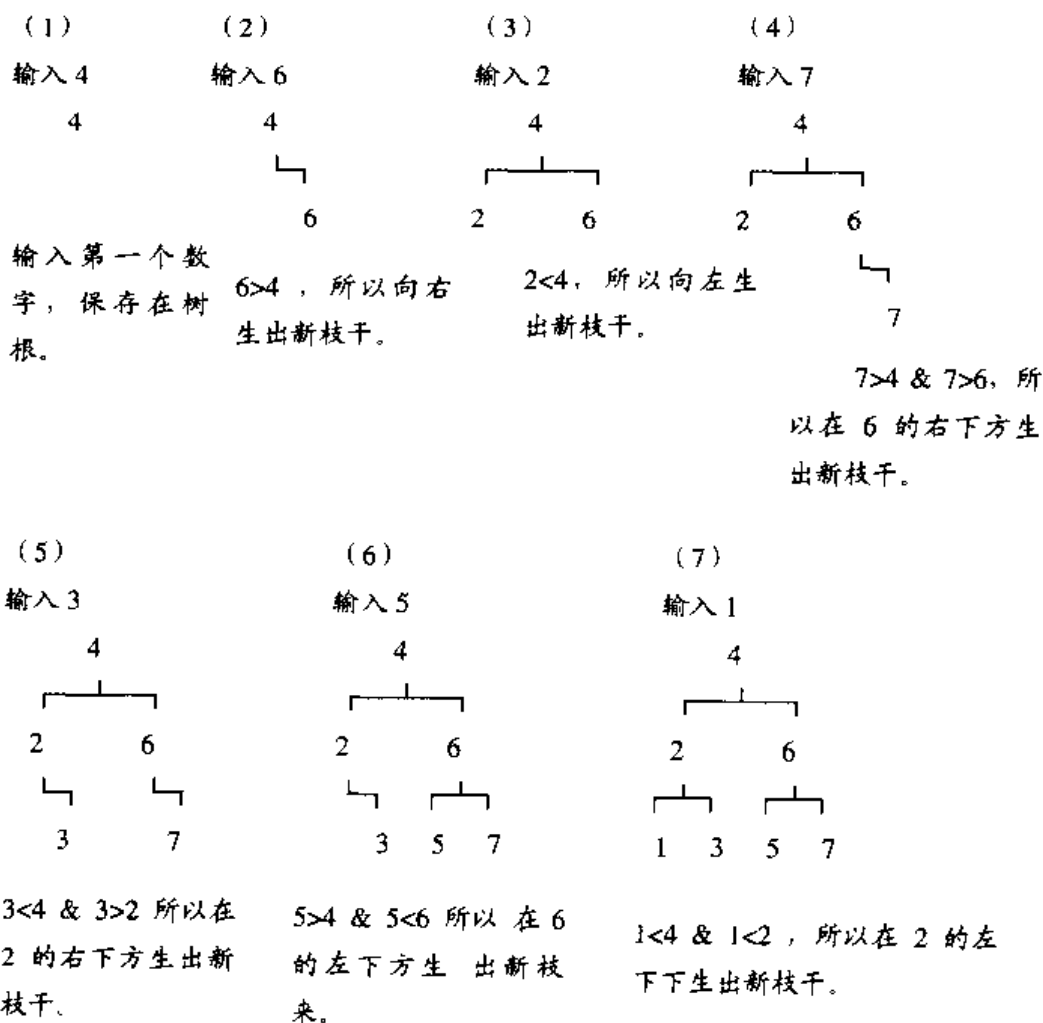 (1) (2) (3) (4)
输入 4 输入 6 输入 2 输入 7
4 4 4 4
6 2 6 2 6
7
输入第一个数
字，保存在树
根。
6>4 ，所以向右
生出新枝干。
2<4，所以向左生
出新枝干。
7>4 & 7>6，所
以在 6 的右下方生
出新枝干。
(5) (6) (7)
输入 3 输入 5 输入 1
4 4 4
2 6 2 6 2 6
3 7 3 5 7 1 3 5 7
3<4 & 3>2 所以在
2 的右下方生出新
枝干、
5>4 & 5<6 所以 在 6
的左下方生 出新枝
来。
1<4 & 1<2 ，所以在 2 的左
下下生出新枝干。